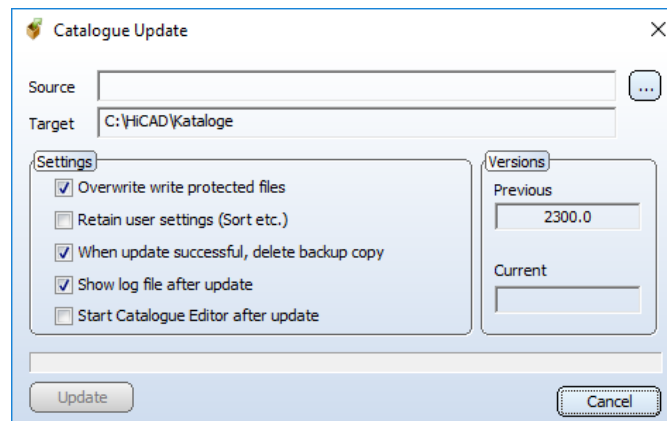 Catalogue Update
Source
...
Target C:\HiCAD\Kataloge
Settings
Overwrite write protected files
Retain user settings (Sort etc.)
When update successful, delete backup copy
Show log file after update
Start Catalogue Editor after update
Versions
Previous
2300.0
Current
Update
Cancel